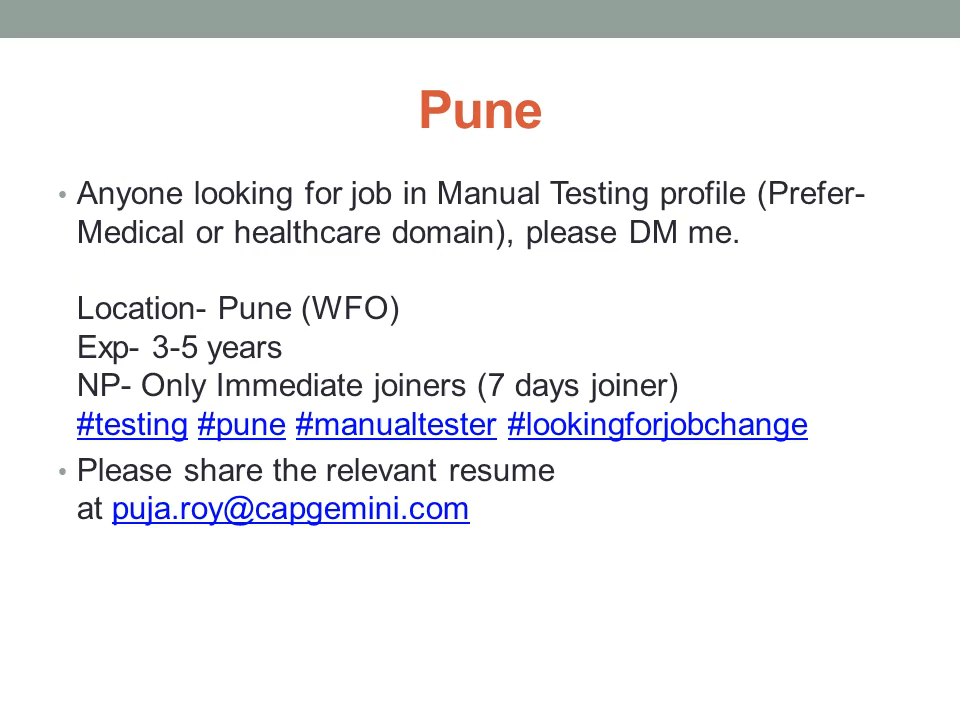 Pune
• Anyone looking for job in Manual Testing profile (Prefer-
Medical or healthcare domain), please DM me.
Location- Pune (WFO)
Exp- 3-5 years
NP- Only Immediate joiners (7 days joiner)
#testing #pune #manualtester #lookingforjobchange
• Please share the relevant resume
at puja.roy@capgemini.com